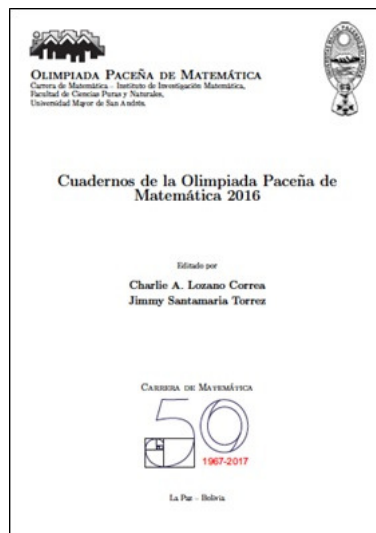 OLIMPIADA PACEÑA DE MATEMÁTICA
Carrera de Matemática – Instituto de Investigación Matemática,
Facultad de Ciencias Puras y Naturales,
Universidad Mayor de San Andrés.
Cuadernos de la Olimpiada Paceña de
Matemática 2016
Editado por
Charlie A. Lozano Correa
Jimmy Santamaria Torrez
CARRERA DE MATEMÁTICA
50
1967-2017
La Paz – Bolivia